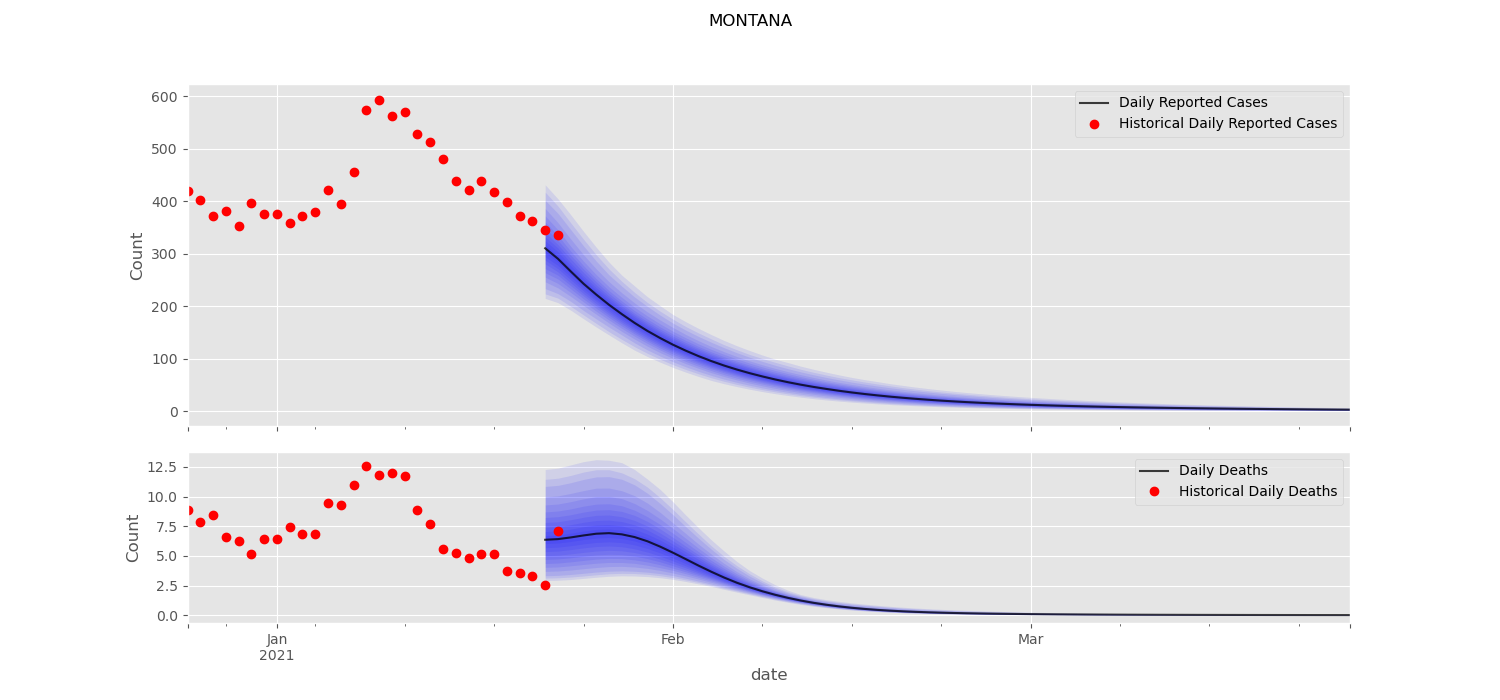 MONTANA
600
500
400
300
200
100
0
Count
Daily Reported Cases
Historical Daily Reported Cases
12.5
10.0
7.5
5.0
2.5
0.0
Count
Daily Deaths
Historical Daily Deaths
Jan
2021
Feb
Mar
date